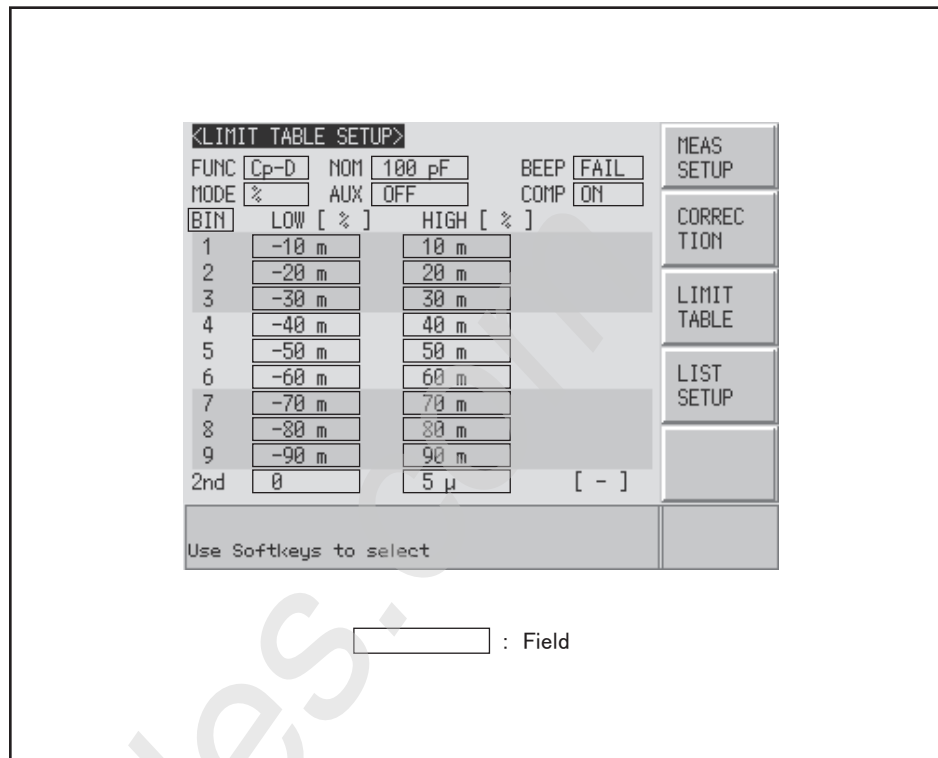 <LIMIT TABLE SETUP>
FUNC Cp-D NOM 100 pF BEEP FAIL
MODE % AUX OFF COMP ON
BIN LOW [ % ] HIGH [ % ]
1 -10 m 10 m
2 -20 m 20 m
3 -30 m 30 m
4 -40 m 40 m
5 -50 m 50 m
6 -60 m 60 m
7 -70 m 70 m
8 -80 m 80 m
9 -90 m 90 m
2nd 0 5 µ [ - ]
Use Softkeys to select
MEAS
SETUP
CORREC
TION
LIMIT
TABLE
LIST
SETUP
: Field
les.com